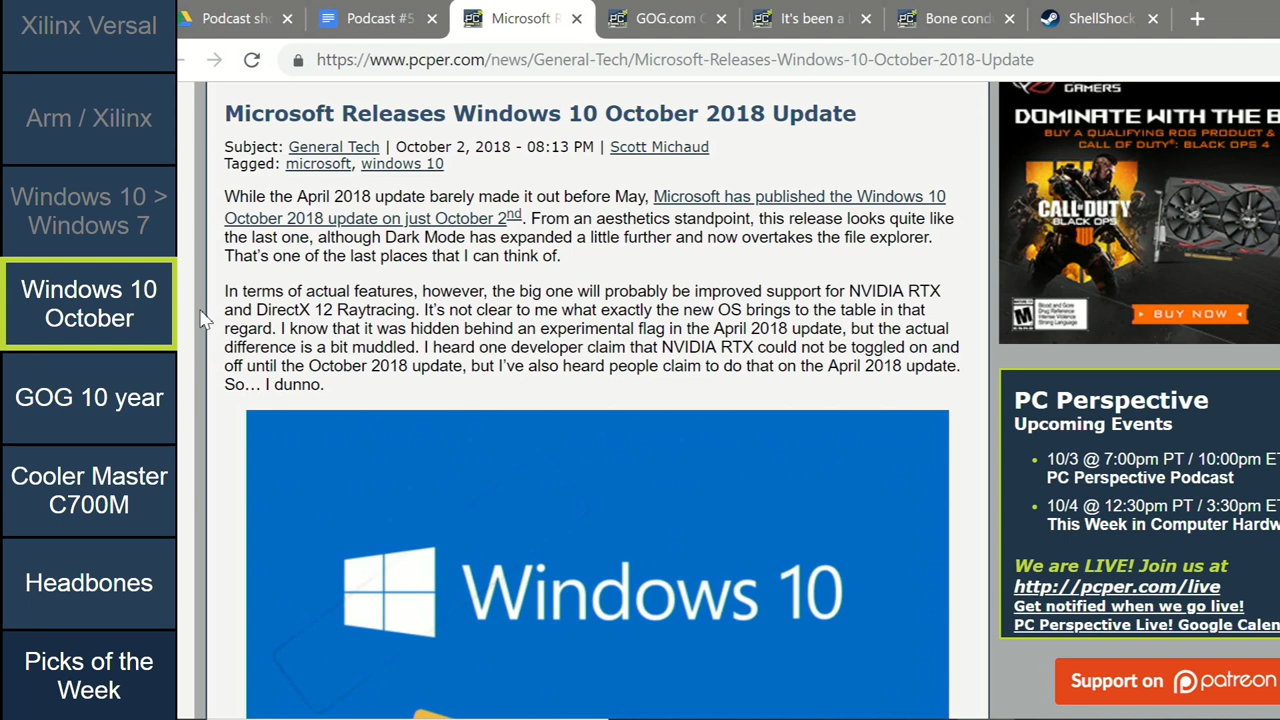 Xilinx Versal
Arm / Xilinx
Windows 10 >
Windows 7
Windows 10
October
GOG 10 year
Cooler Master
C700M
Headbones
Picks of the
Week
Podcast sh
Podcast #5
Microsoft R
GOG.com C
It's been a l
Bone cond
ShellShock
https://www.pcper.com/news/General-Tech/Microsoft-Releases-Windows-10-October-2018-Update
Microsoft Releases Windows 10 October 2018 Update
Subject: General Tech | October 2, 2018 - 08:13 PM | Scott Michaud
Tagged: microsoft, windows 10
While the April 2018 update barely made it out before May, Microsoft has published the Windows 10
October 2018 update on just October 2nd. From an aesthetics standpoint, this release looks quite like
the last one, although Dark Mode has expanded a little further and now overtakes the file explorer.
That’s one of the last places that I can think of.
In terms of actual features, however, the big one will probably be improved support for NVIDIA RTX
and DirectX 12 Raytracing. It’s not clear to me what exactly the new OS brings to the table in that
regard. I know that it was hidden behind an experimental flag in the April 2018 update, but the actual
difference is a bit muddled. I heard one developer claim that NVIDIA RTX could not be toggled on and
off until the October 2018 update, but I’ve also heard people claim to do that on the April 2018 update.
So… I dunno.
Windows 10
GAMERS
DOMINATE WITH THE B
BUY A QUALIFYING ROG PRODUCT &
CALL OF DUTY: BLACK OPS 4
CALL OF DUTY
BLACK OPS
M
Blood and Gore
Intense Violence
BUY NOW
PC Perspective
Upcoming Events
10/3 @ 7:00pm PT / 10:00pm E
PC Perspective Podcast
10/4 @ 12:30pm PT / 3:30pm E
This Week in Computer Hardw
We are LIVE! Join us at
http://pcper.com/live
Get notified when we go live!
PC Perspective Live! Google Calen
Support on patreon